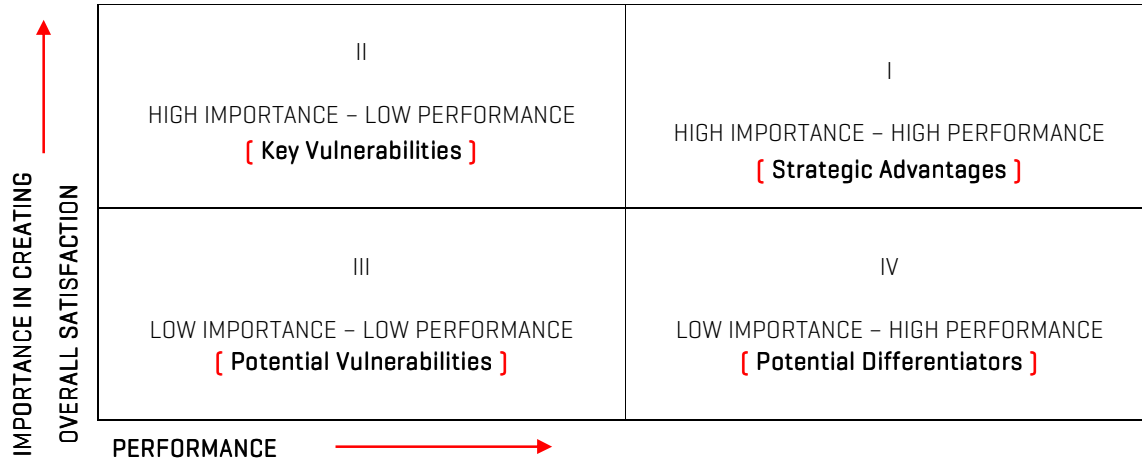 II
HIGH IMPORTANCE – LOW PERFORMANCE
[ Key Vulnerabilities ]
I
HIGH IMPORTANCE – HIGH PERFORMANCE
[ Strategic Advantages ]
III
LOW IMPORTANCE – LOW PERFORMANCE
[ Potential Vulnerabilities ]
IV
LOW IMPORTANCE – HIGH PERFORMANCE
[ Potential Differentiators ]
IMPORTANCE IN CREATING
OVERALL SATISFACTION
PERFORMANCE